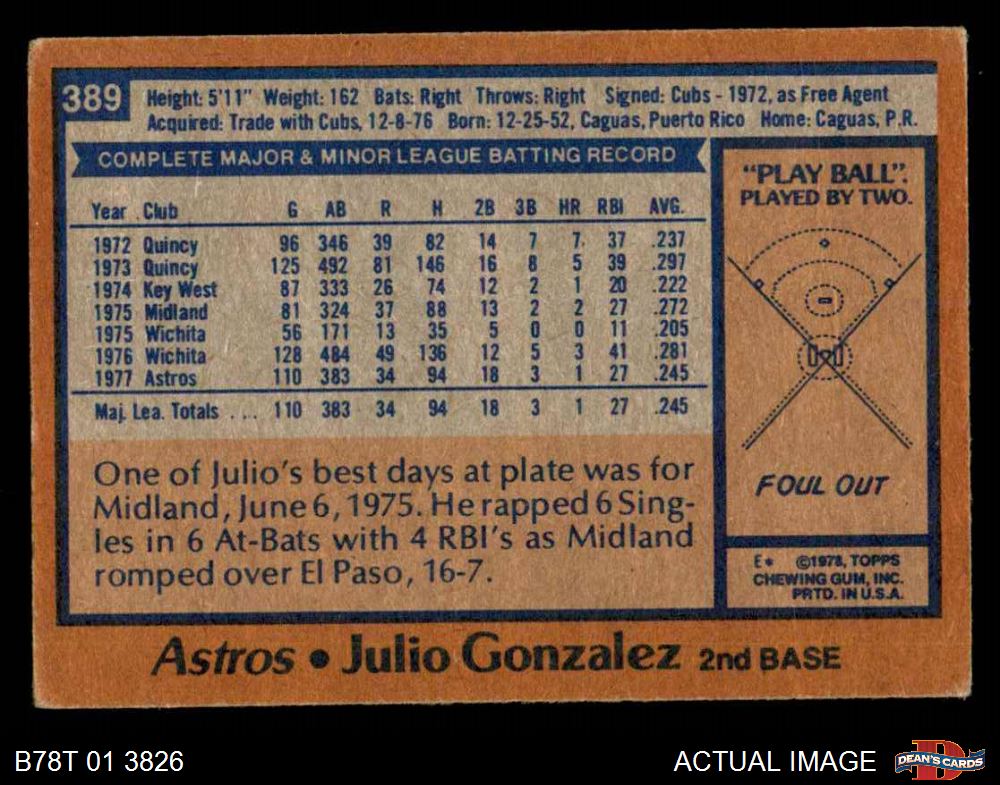 389
Height: 5'11" Weight: 162 Bats: Right Throws: Right Signed: Cubs - 1972, as Free Agent
Acquired: Trade with Cubs, 12-8-76 Born: 12-25-52, Caguas, Puerto Rico Home: Caguas, P.R.
COMPLETE MAJOR & MINOR LEAGUE BATTING RECORD
Year Club G AB R H 2B 3B HR RBI AVG.
1972 Quincy 96 346 39 82 14 7 7 37 .237
1973 Quincy 125 492 81 146 16 8 5 39 .297
1974 Key West 87 333 26 74 12 2 1 20 .222
1975 Midland 81 324 37 88 13 2 2 27 .272
1975 Wichita 56 171 13 35 5 0 0 11 .205
1976 Wichita 128 484 49 136 12 5 3 41 .281
1977 Astros 110 383 34 94 18 3 1 27 .245
Maj. Lea. Totals .... 110 383 34 94 18 3 1 27 .245
One of Julio's best days at plate was for
Midland, June 6, 1975. He rapped 6 Sing-
les in 6 At-Bats with 4 RBI's as Midland
romped over El Paso, 16-7.
"PLAY BALL".
PLAYED BY TWO.
FOUL OUT
E* ©1978, TOPPS
CHEWING GUM, INC.
PRTD. IN U.S.A.
Astros • Julio Gonzalez 2nd BASE
B78T 01 3826
ACTUAL IMAGE
D
DEAN'S CARDS